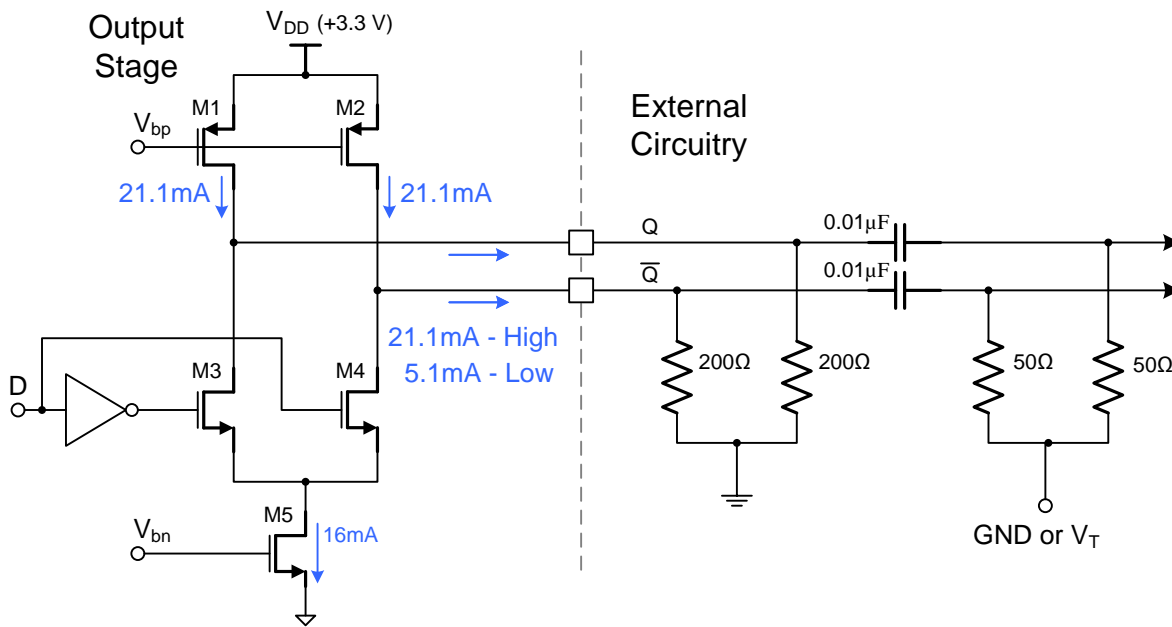 Output
Stage
V_DD (+3.3 V)
External
Circuitry
M1
M2
V_bp
21.1mA
21.1mA
Q
0.01µF
Q̅
0.01µF
21.1mA - High
5.1mA - Low
200Ω
200Ω
50Ω
50Ω
D
M3
M4
M5
V_bn
16mA
GND or V_T